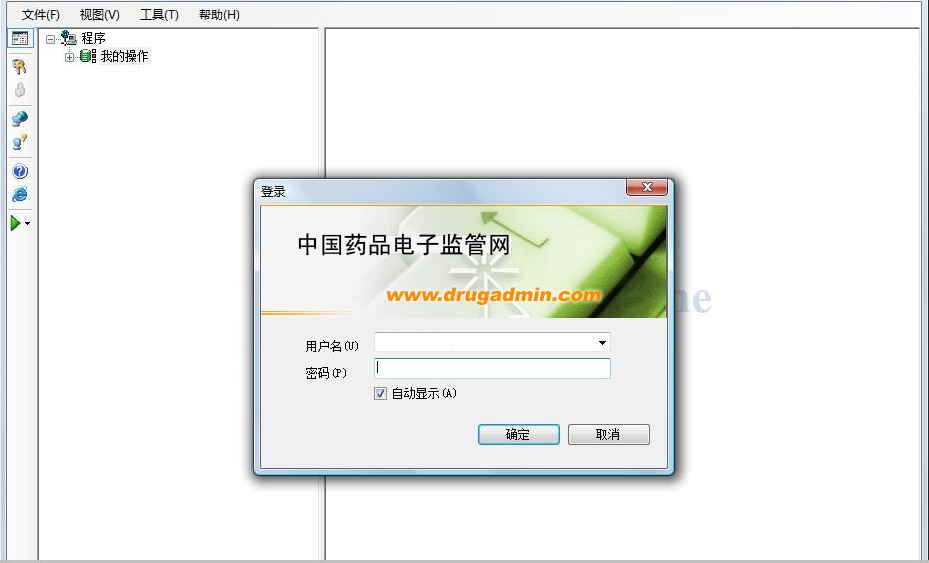 文件(F) 视图(V) 工具(T) 帮助(H)
程序
我的操作
登录
中国药品电子监管网
www.drugadmin.com
用户名(U)
密码(P)
自动显示(A)
确定 取消